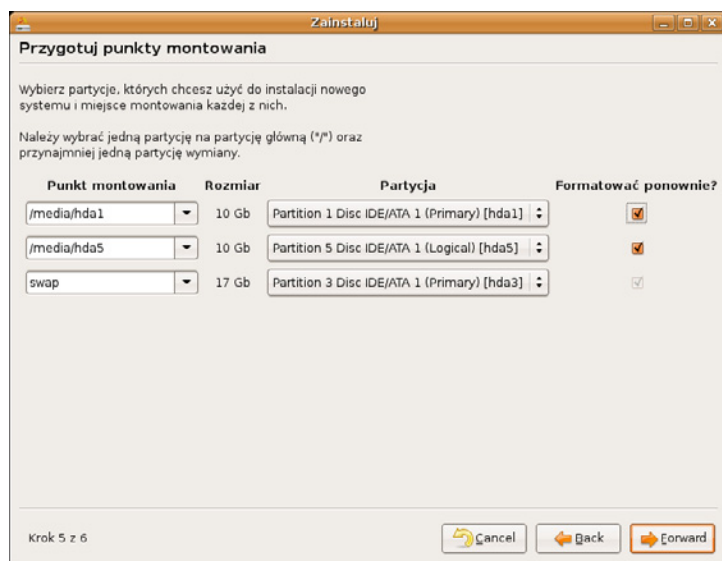 Zainstaluj
Przygotuj punkty montowania
Wybierz partycje, których chcesz użyć do instalacji nowego
systemu i miejsce montowania każdej z nich.
Należy wybrać jedną partycję na partycję główną ("/") oraz
przynajmniej jedną partycję wymiany.
Punkt montowania Rozmiar Partycja Formatować ponownie?
/media/hda1 10 Gb Partition 1 Disc IDE/ATA 1 (Primary) [hda1]
/media/hda5 10 Gb Partition 5 Disc IDE/ATA 1 (Logical) [hda5]
swap 17 Gb Partition 3 Disc IDE/ATA 1 (Primary) [hda3]
Krok 5 z 6 Cancel Back Forward